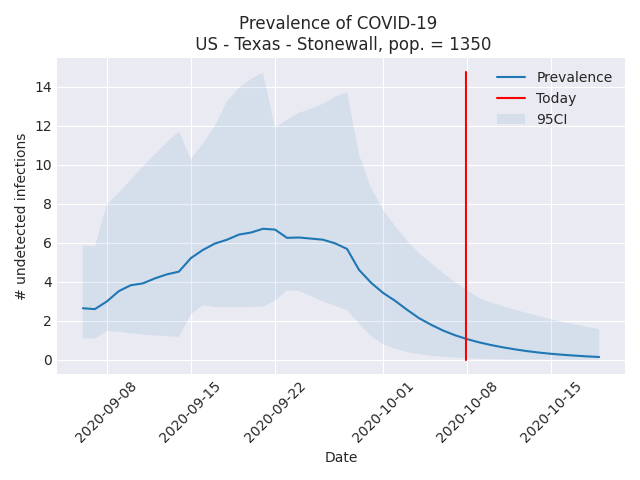 Prevalence of COVID-19
US - Texas - Stonewall, pop. = 1350
Prevalence
Today
95CI
# undetected infections
14
12
10
8
6
4
2
0
2020-09-08
2020-09-15
2020-09-22
2020-10-01
2020-10-08
2020-10-15
Date